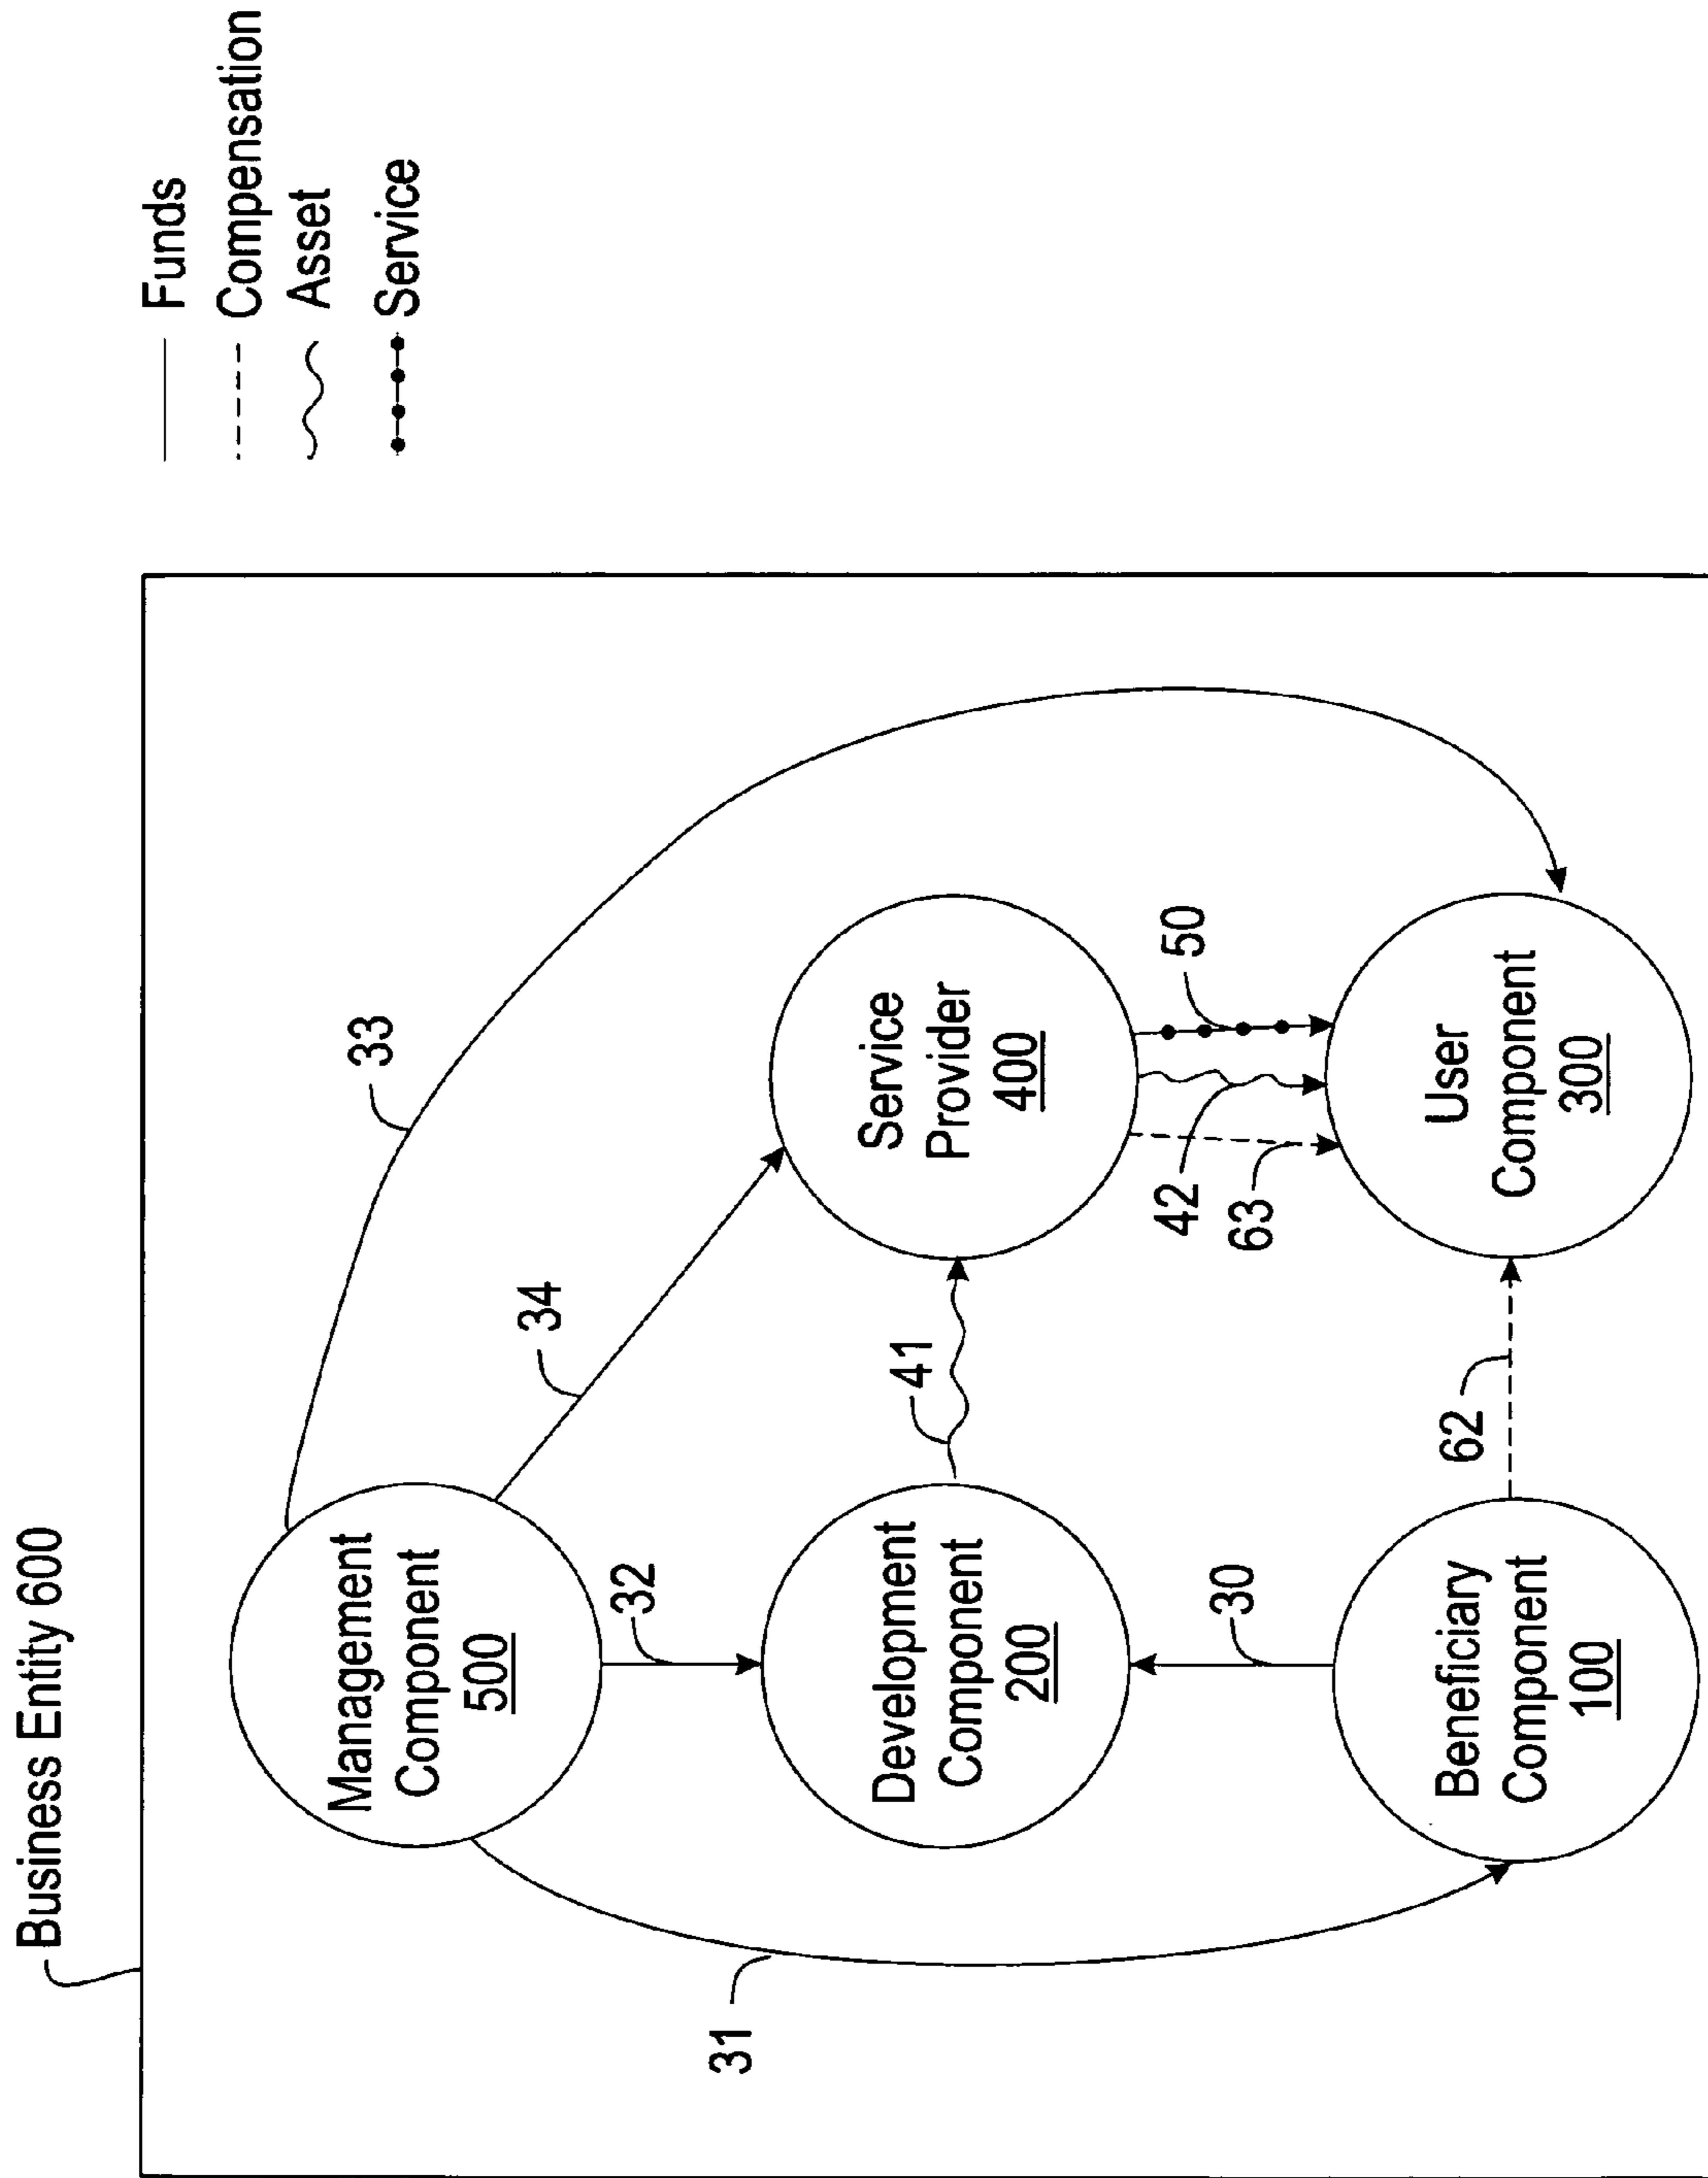 Business Entity 600
Funds
Compensation
Asset
Service
31
Management
Component
500
33
34
32
Development
Component
200
41
Service
Provider
400
30
42
63
50
Beneficiary
Component
100
62
User
Component
300